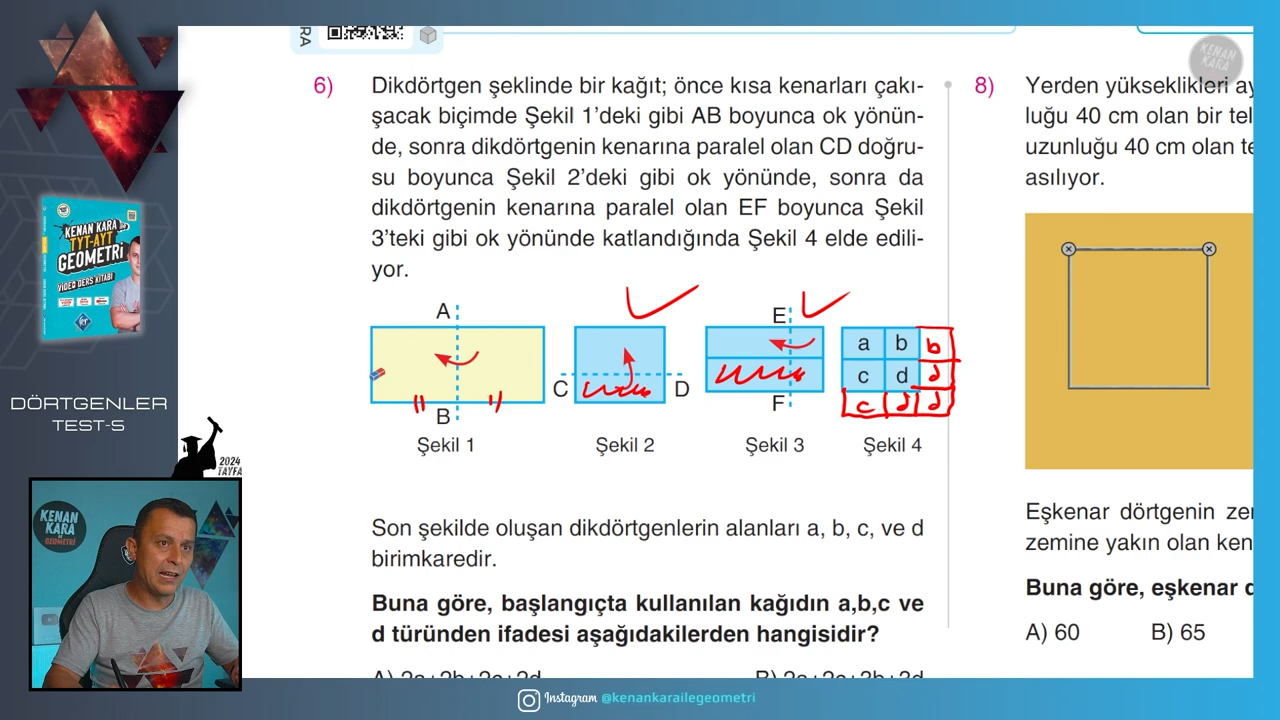 RA
6)
Dikdörtgen şeklinde bir kağıt; önce kısa kenarları çakı-
şacak biçimde Şekil 1’deki gibi AB boyunca ok yönün-
de, sonra dikdörtgenin kenarına paralel olan CD doğru-
su boyunca Şekil 2’deki gibi ok yönünde, sonra da
dikdörtgenin kenarına paralel olan EF boyunca Şekil
3’teki gibi ok yönünde katlandığında Şekil 4 elde edili-
yor.
A
B
Şekil 1
C
D
Şekil 2
E
F
Şekil 3
a b b
c d d
c d d
Şekil 4
Son şekilde oluşan dikdörtgenlerin alanları a, b, c, ve d
birimkaredir.
Buna göre, başlangıçta kullanılan kağıdın a,b,c ve
d türünden ifadesi aşağıdakilerden hangisidir?
8)
Yerden yükseklikleri ay
luğu 40 cm olan bir tel
uzunluğu 40 cm olan te
asılıyor.
Eşkenar dörtgenin zer
zemine yakın olan ken
Buna göre, eşkenar d
A) 60 B) 65
KENAN
KARA
KENAN KARA
TYT-AYT
GEOMETRİ
VİDEO DERS KİTABI
DÖRTGENLER
TEST-5
2024
TAYFA
KENAN
KARA
İLE
GEOMETRİ
Instagram @kenankarailegeometri